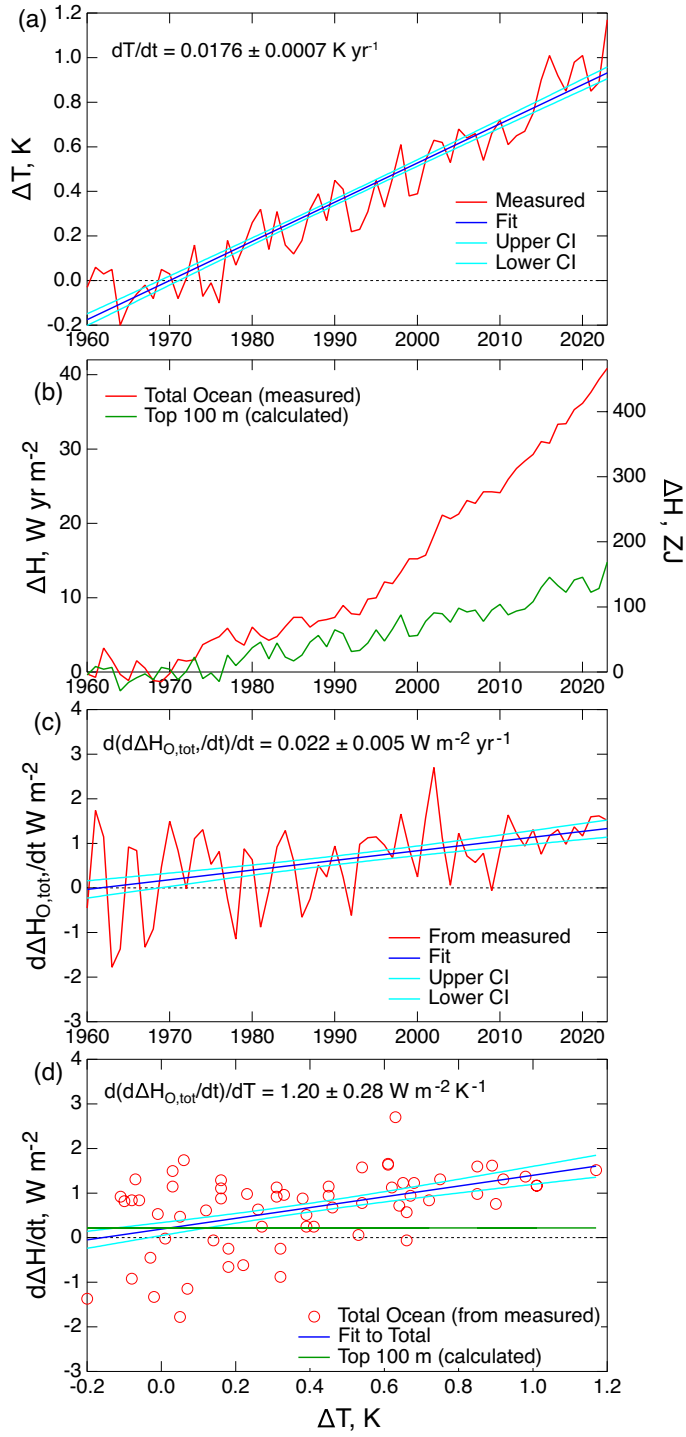 (a)
dT/dt = 0.0176 ± 0.0007 K yr⁻¹
ΔT, K
1.2
1.0
0.8
0.6
0.4
0.2
0.0
-0.2
Measured
Fit
Upper CI
Lower CI
1960 1970 1980 1990 2000 2010 2020
(b)
Total Ocean (measured)
Top 100 m (calculated)
ΔH, W yr m⁻²
40
30
20
10
0
ΔH, ZJ
400
300
200
100
0
1960 1970 1980 1990 2000 2010 2020
(c)
d(dΔH_O,tot,/dt)/dt = 0.022 ± 0.005 W m⁻² yr⁻¹
dΔH_O,tot,/dt W m⁻²
4
3
2
1
0
-1
-2
-3
From measured
Fit
Upper CI
Lower CI
1960 1970 1980 1990 2000 2010 2020
(d)
d(dΔH_O,tot/dt)/dT = 1.20 ± 0.28 W m⁻² K⁻¹
dΔH/dt, W m⁻²
4
3
2
1
0
-1
-2
-3
Total Ocean (from measured)
Fit to Total
Top 100 m (calculated)
-0.2 0.0 0.2 0.4 0.6 0.8 1.0 1.2
ΔT, K